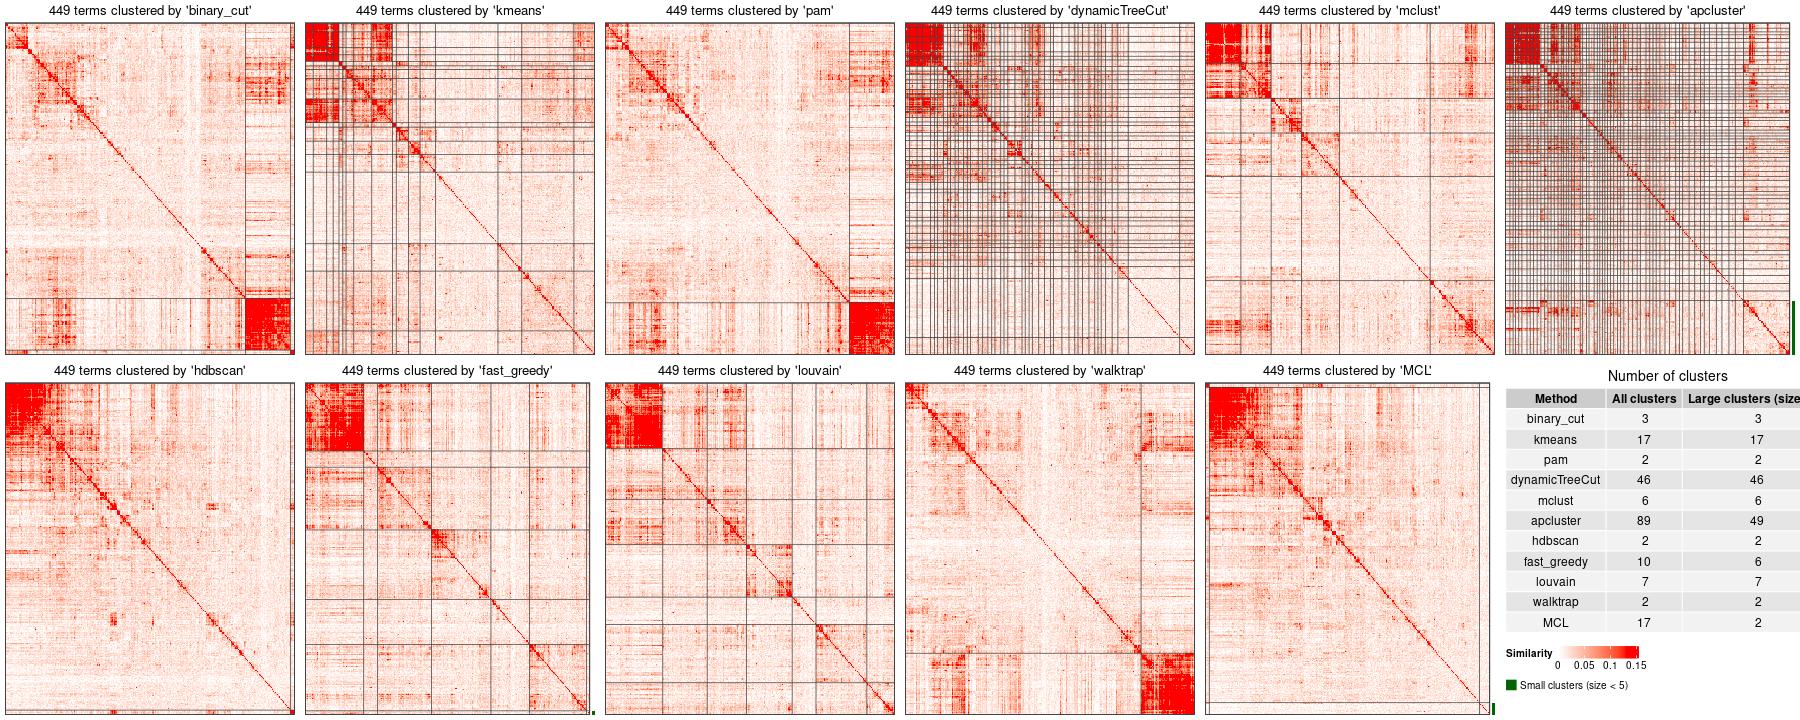 449 terms clustered by 'binary_cut'
449 terms clustered by 'kmeans'
449 terms clustered by 'pam'
449 terms clustered by 'dynamicTreeCut'
449 terms clustered by 'mclust'
449 terms clustered by 'apcluster'
449 terms clustered by 'hdbscan'
449 terms clustered by 'fast_greedy'
449 terms clustered by 'louvain'
449 terms clustered by 'walktrap'
449 terms clustered by 'MCL'
Number of clusters
Method All clusters Large clusters (size
binary_cut 3 3
kmeans 17 17
pam 2 2
dynamicTreeCut 46 46
mclust 6 6
apcluster 89 49
hdbscan 2 2
fast_greedy 10 6
louvain 7 7
walktrap 2 2
MCL 17 2
Similarity
0 0.05 0.1 0.15
Small clusters (size < 5)